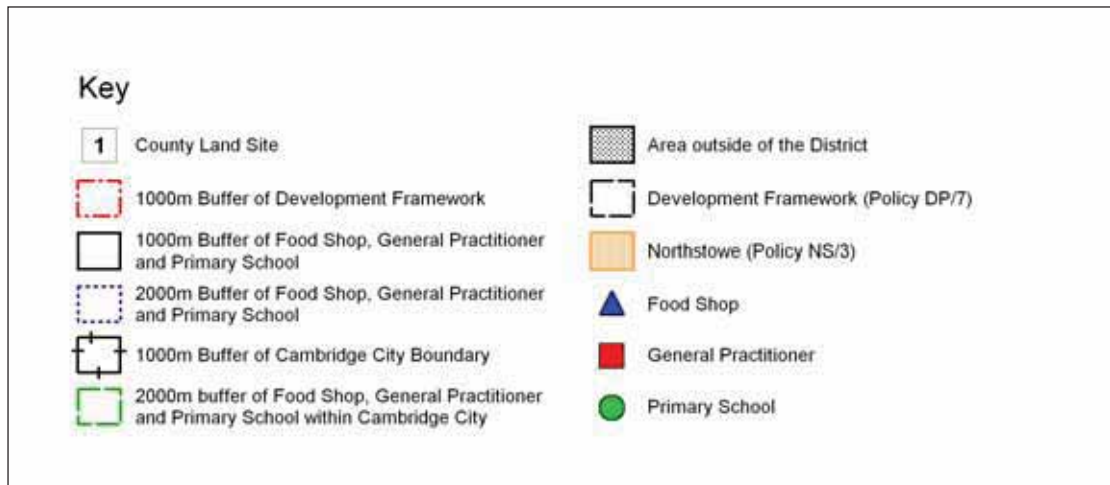 Key
1
County Land Site
1000m Buffer of Development Framework
1000m Buffer of Food Shop, General Practitioner
and Primary School
2000m Buffer of Food Shop, General Practitioner
and Primary School
1000m Buffer of Cambridge City Boundary
2000m buffer of Food Shop, General Practitioner
and Primary School within Cambridge City
Area outside of the District
Development Framework (Policy DP/7)
Northstowe (Policy NS/3)
Food Shop
General Practitioner
Primary School